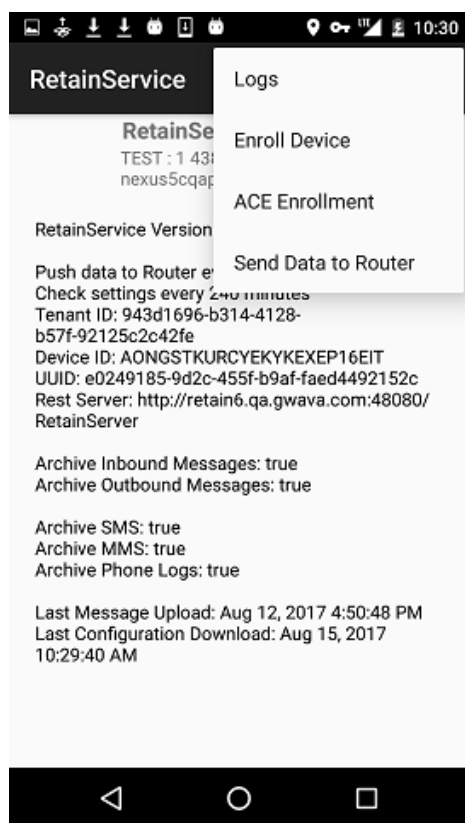 10:30
RetainService
Logs
Enroll Device
ACE Enrollment
Send Data to Router
TEST : 1
RetainService Version
Push data to Router
Check settings every 240 minutes
Tenant ID: 943d1696-b314-4128-
b57f-92125c2c42fe
Device ID: AONGSTKURCYEKYKEXEP16EIT
UUID: e0249185-9d2c-455f-b9af-faed4492152c
Rest Server: http://retain6.qa.gwava.com:48080/
RetainServer
Archive Inbound Messages: true
Archive Outbound Messages: true
Archive SMS: true
Archive MMS: true
Archive Phone Logs: true
Last Message Upload: Aug 12, 2017 4:50:48 PM
Last Configuration Download: Aug 15, 2017
10:29:40 AM